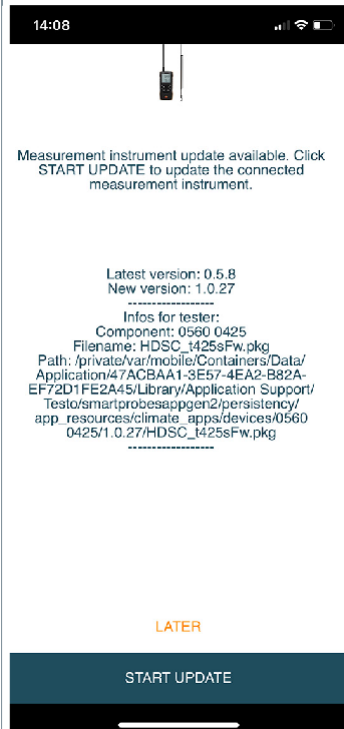 14:08
Measurement instrument update available. Click
START UPDATE to update the connected
measurement instrument.
Latest version: 0.5.8
New version: 1.0.27
------------------
Infos for tester:
Component: 0560 0425
Filename: HDSC_t425sFw.pkg
Path: /private/var/mobile/Containers/Data/
Application/47ACBAA1-3E57-4EA2-B82A-
EF72D1FE2A45/Library/Application Support/
Testo/smartprobesappgen2/persistency/
app_resources/climate_apps/devices/0560
0425/1.0.27/HDSC_t425sFw.pkg
------------------
LATER
START UPDATE